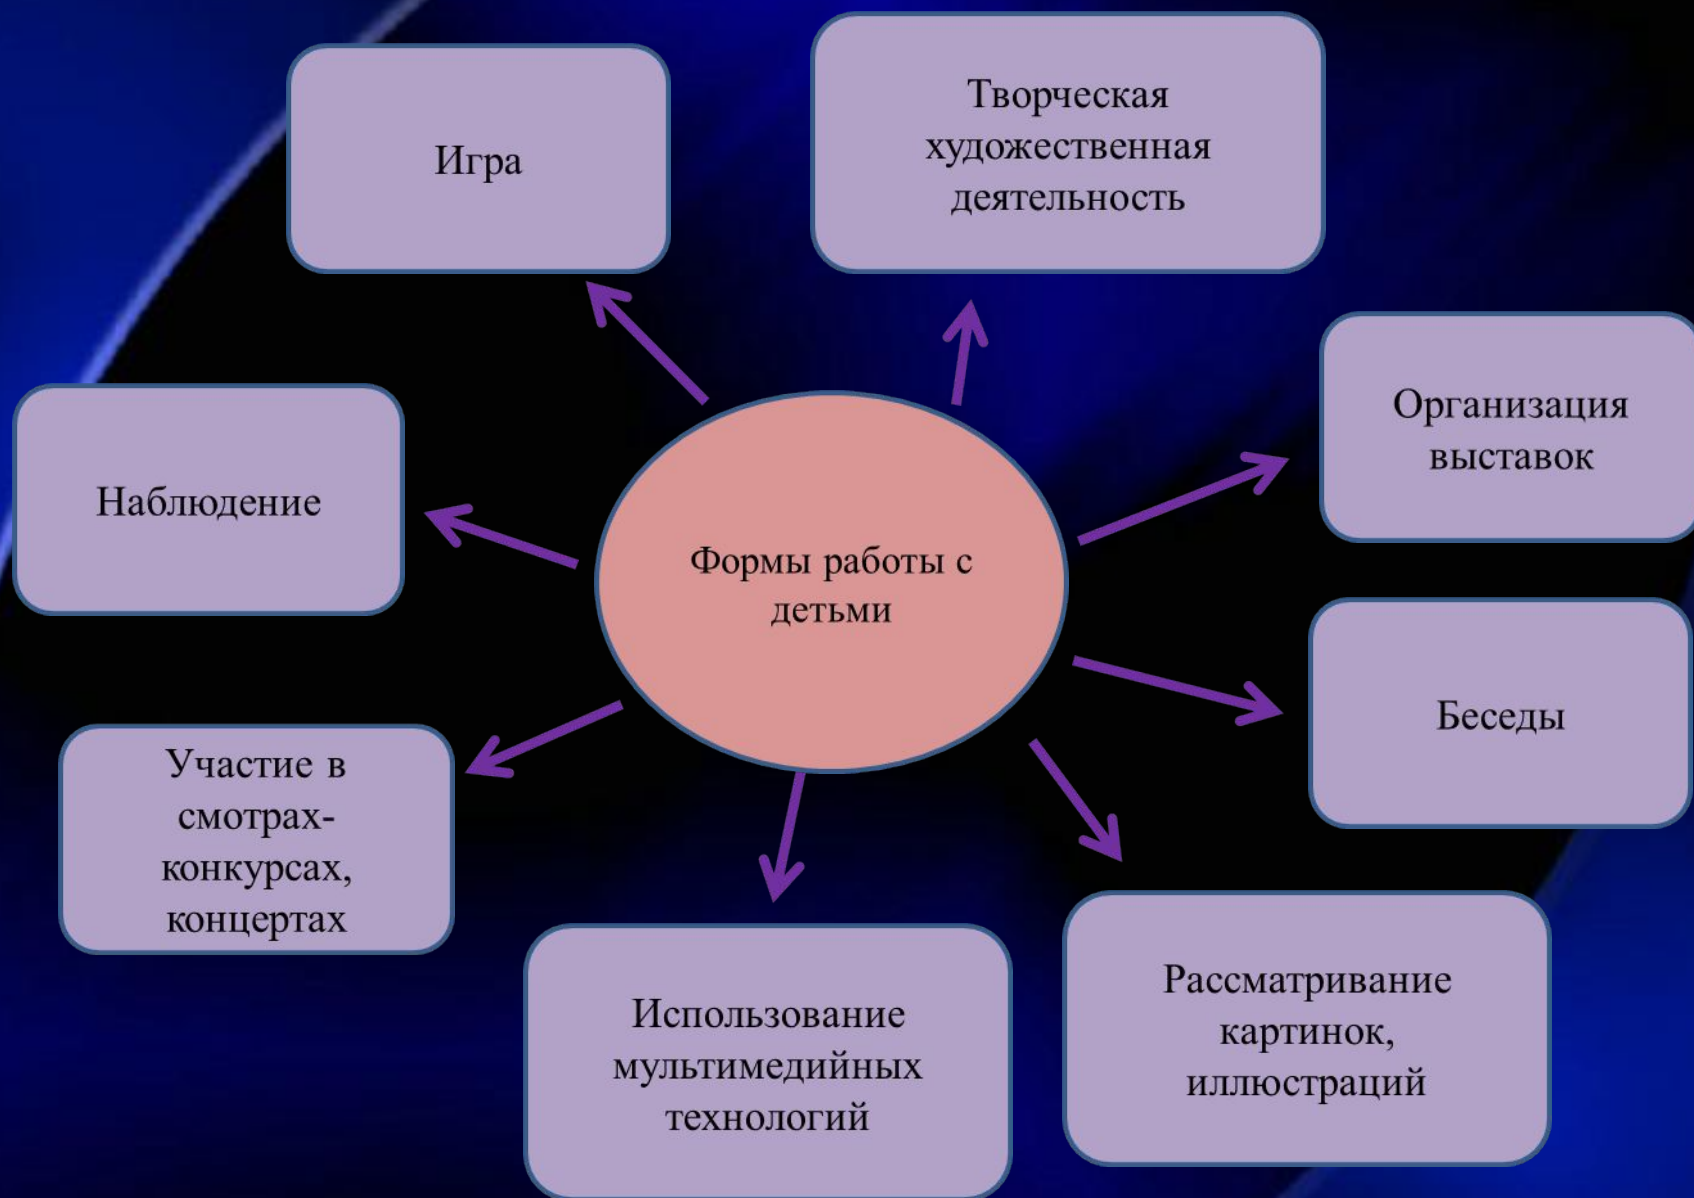 Игра
Творческая
художественная
деятельность
Организация
выставок
Наблюдение
Формы работы с
детьми
Беседы
Участие в
смотрах-
конкурсах,
концертах
Использование
мультимедийных
технологий
Рассматривание
картинок,
иллюстраций